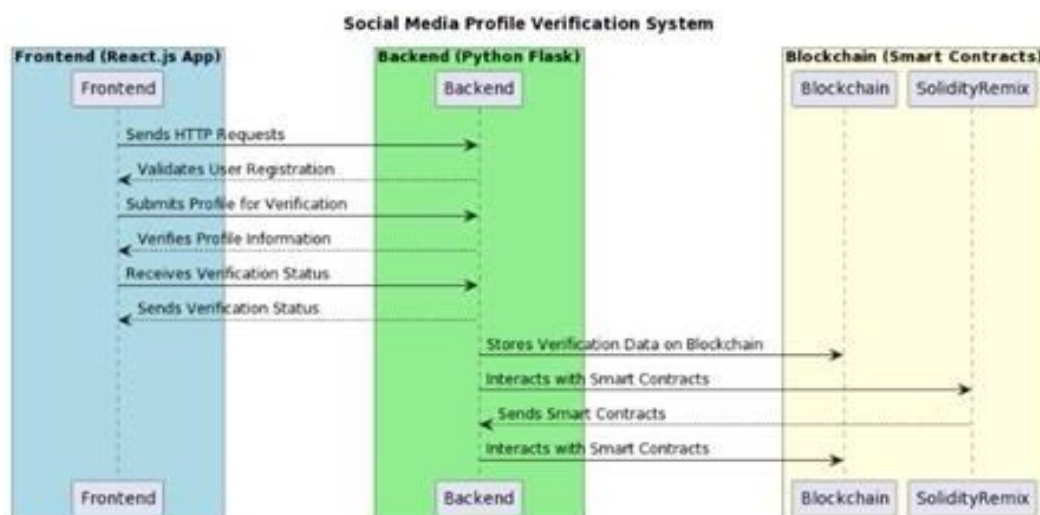 Social Media Profile Verification System
Frontend (React.js App)
Backend (Python Flask)
Blockchain (Smart Contracts)
Frontend
Backend
Blockchain
SolidityRemix
Sends HTTP Requests
Validates User Registration
Submits Profile for Verification
Verifies Profile Information
Receives Verification Status
Sends Verification Status
Stores Verification Data on Blockchain
Interacts with Smart Contracts
Sends Smart Contracts
Interacts with Smart Contracts
Frontend
Backend
Blockchain
SolidityRemix